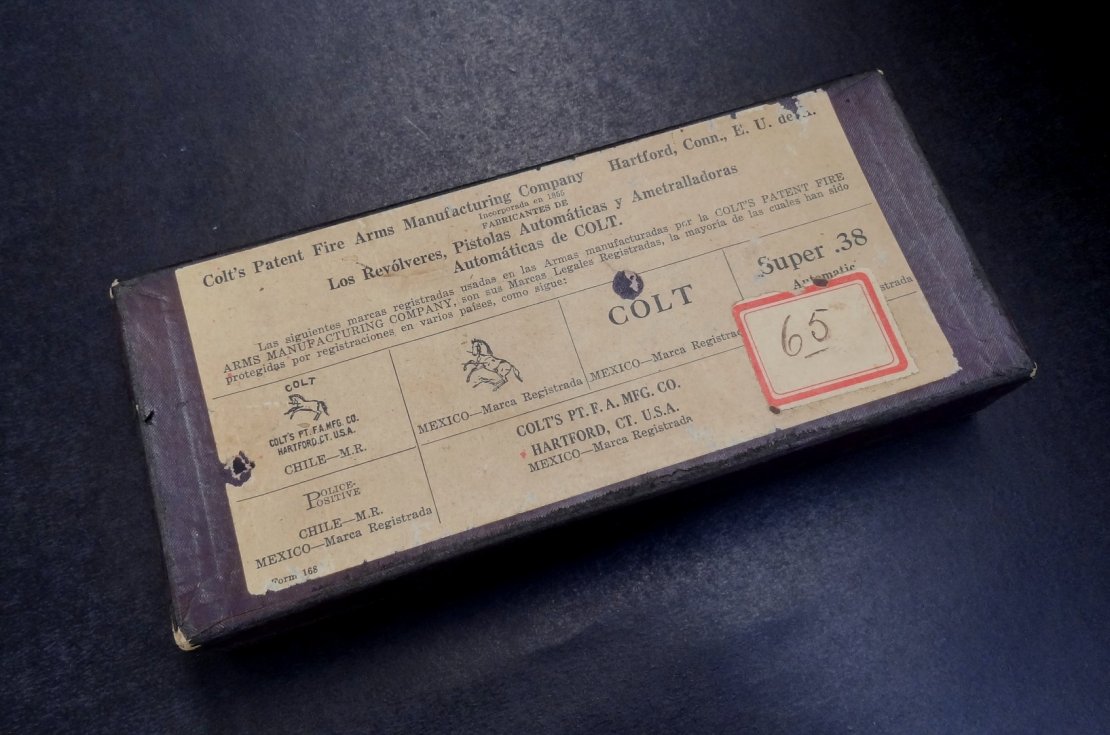 Colt's Patent Fire Arms Manufacturing Company Hartford, Conn., E. U. de A.
Incorporada en 1855
FABRICANTES DE
Los Revólveres, Pistolas Automáticas y Ametralladoras
Automáticas de COLT.
Las siguientes marcas registradas usadas en las Armas manufacturadas por la COLT'S PATENT FIRE
ARMS MANUFACTURING COMPANY, son sus Marcas Legales Registradas, la mayoría de las cuales han sido
protegidas por registraciones en varios países, como sigue:
COLT
COLT'S PT. F. A. MFG. CO.
HARTFORD, CT. U.S.A.
CHILE—M.R.
POLICE-
POSITIVE
CHILE—M.R.
MEXICO—Marca Registrada
Form 168
MEXICO—Marca Registrada
COLT
MEXICO—Marca Registrad
COLT'S PT. F. A. MFG. CO.
HARTFORD, CT. U.S.A.
MEXICO—Marca Registrada
Super .38
Automatic
strada
65